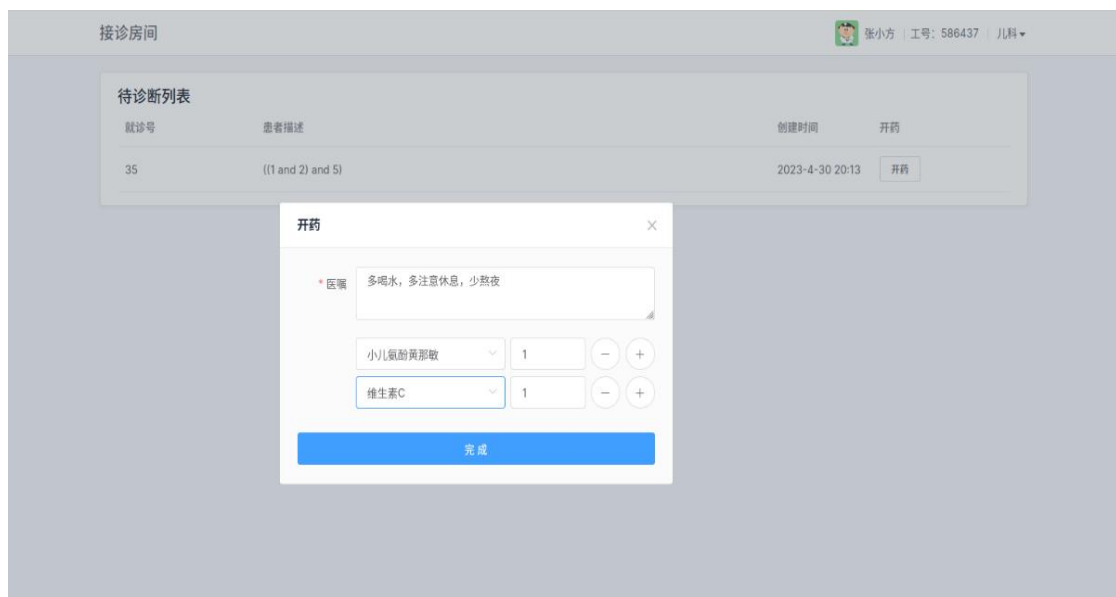 接诊房间
张小方 | 工号：586437 | 儿科
待诊断列表
就诊号 患者描述 创建时间 开药
35 ((1 and 2) and 5) 2023-4-30 20:13 开药
开药
* 医嘱 多喝水，多注意休息，少熬夜
小儿氨酚黄那敏 1
维生素C 1
完成